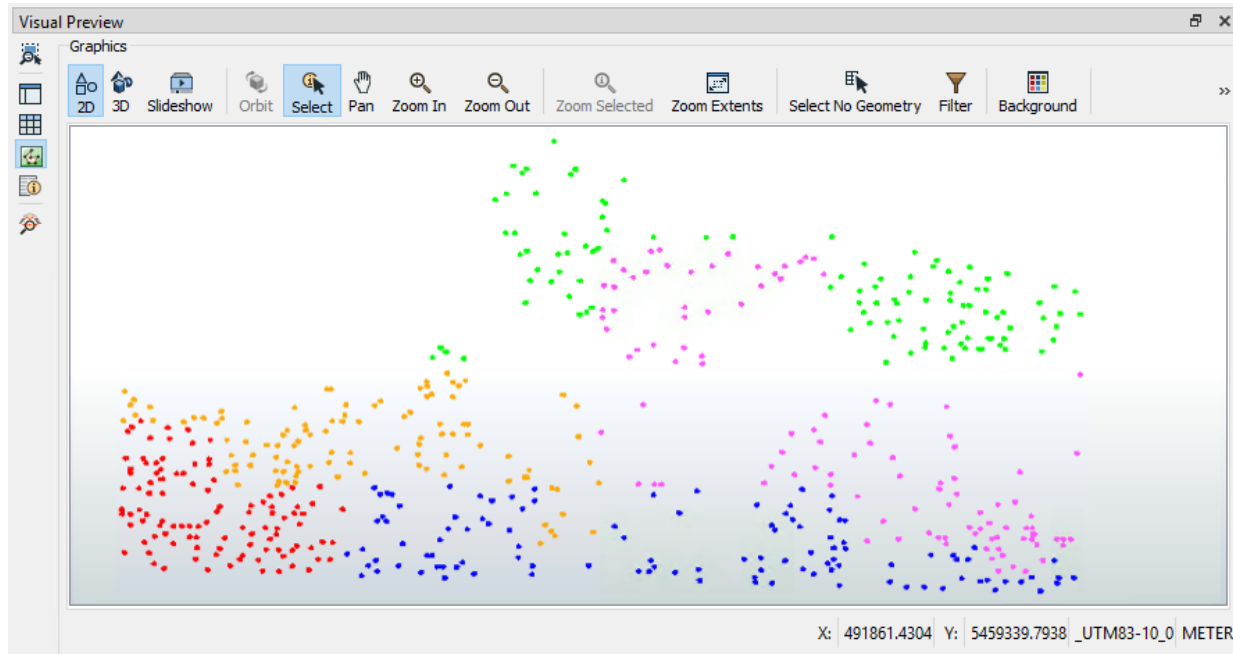 Visual Preview
Graphics
2D 3D Slideshow Orbit Select Pan Zoom In Zoom Out Zoom Selected Zoom Extents Select No Geometry Filter Background »
X: 491861.4304 Y: 5459339.7938 _UTM83-10_0 METER